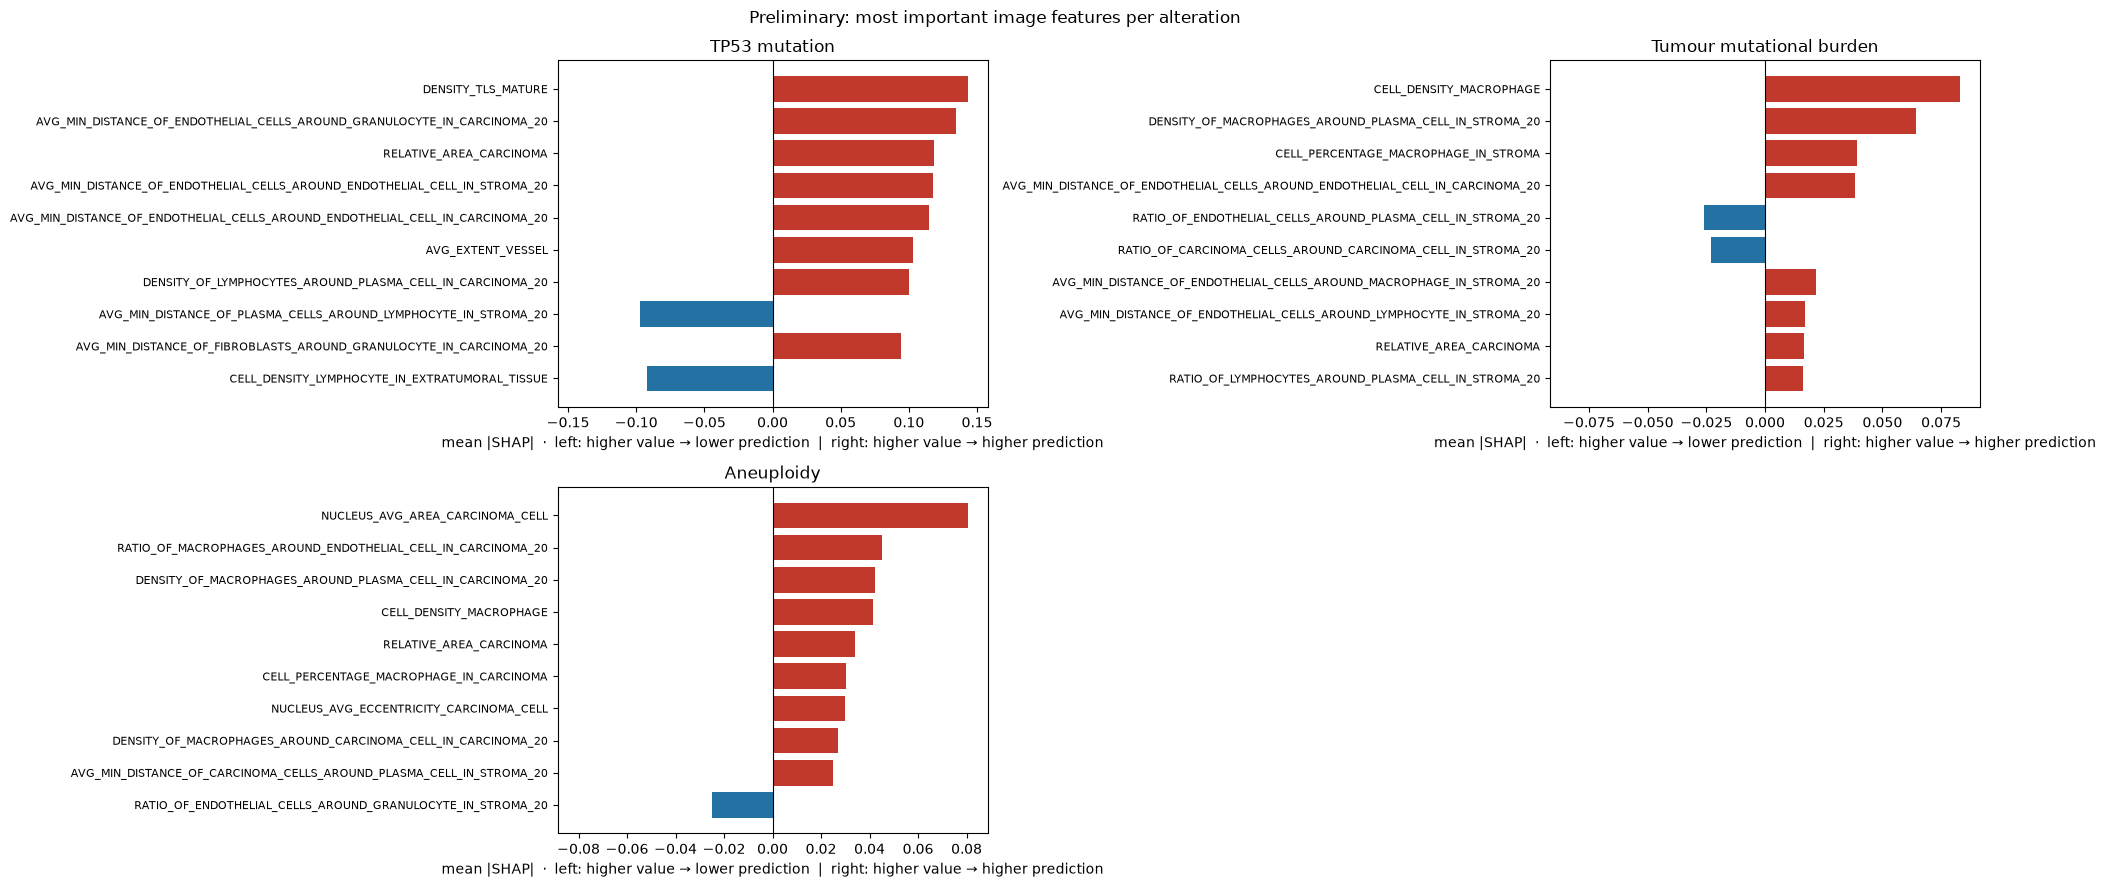 Preliminary: most important image features per alteration
TP53 mutation
DENSITY_TLS_MATURE
AVG_MIN_DISTANCE_OF_ENDOTHELIAL_CELLS_AROUND_GRANULOCYTE_IN_CARCINOMA_20
RELATIVE_AREA_CARCINOMA
AVG_MIN_DISTANCE_OF_ENDOTHELIAL_CELLS_AROUND_ENDOTHELIAL_CELL_IN_STROMA_20
AVG_MIN_DISTANCE_OF_ENDOTHELIAL_CELLS_AROUND_ENDOTHELIAL_CELL_IN_CARCINOMA_20
AVG_EXTENT_VESSEL
DENSITY_OF_LYMPHOCYTES_AROUND_PLASMA_CELL_IN_CARCINOMA_20
AVG_MIN_DISTANCE_OF_PLASMA_CELLS_AROUND_LYMPHOCYTE_IN_STROMA_20
AVG_MIN_DISTANCE_OF_FIBROBLASTS_AROUND_GRANULOCYTE_IN_CARCINOMA_20
CELL_DENSITY_LYMPHOCYTE_IN_EXTRATUMORAL_TISSUE
−0.15 −0.10 −0.05 0.00 0.05 0.10 0.15
mean |SHAP| · left: higher value → lower prediction | right: higher value → higher prediction
Tumour mutational burden
CELL_DENSITY_MACROPHAGE
DENSITY_OF_MACROPHAGES_AROUND_PLASMA_CELL_IN_STROMA_20
CELL_PERCENTAGE_MACROPHAGE_IN_STROMA
AVG_MIN_DISTANCE_OF_ENDOTHELIAL_CELLS_AROUND_ENDOTHELIAL_CELL_IN_CARCINOMA_20
RATIO_OF_ENDOTHELIAL_CELLS_AROUND_PLASMA_CELL_IN_STROMA_20
RATIO_OF_CARCINOMA_CELLS_AROUND_CARCINOMA_CELL_IN_STROMA_20
AVG_MIN_DISTANCE_OF_ENDOTHELIAL_CELLS_AROUND_MACROPHAGE_IN_STROMA_20
AVG_MIN_DISTANCE_OF_ENDOTHELIAL_CELLS_AROUND_LYMPHOCYTE_IN_STROMA_20
RELATIVE_AREA_CARCINOMA
RATIO_OF_LYMPHOCYTES_AROUND_PLASMA_CELL_IN_STROMA_20
−0.075 −0.050 −0.025 0.000 0.025 0.050 0.075
mean |SHAP| · left: higher value → lower prediction | right: higher value → higher prediction
Aneuploidy
NUCLEUS_AVG_AREA_CARCINOMA_CELL
RATIO_OF_MACROPHAGES_AROUND_ENDOTHELIAL_CELL_IN_CARCINOMA_20
DENSITY_OF_MACROPHAGES_AROUND_PLASMA_CELL_IN_CARCINOMA_20
CELL_DENSITY_MACROPHAGE
RELATIVE_AREA_CARCINOMA
CELL_PERCENTAGE_MACROPHAGE_IN_CARCINOMA
NUCLEUS_AVG_ECCENTRICITY_CARCINOMA_CELL
DENSITY_OF_MACROPHAGES_AROUND_CARCINOMA_CELL_IN_CARCINOMA_20
AVG_MIN_DISTANCE_OF_CARCINOMA_CELLS_AROUND_PLASMA_CELL_IN_STROMA_20
RATIO_OF_ENDOTHELIAL_CELLS_AROUND_GRANULOCYTE_IN_STROMA_20
−0.08 −0.06 −0.04 −0.02 0.00 0.02 0.04 0.06 0.08
mean |SHAP| · left: higher value → lower prediction | right: higher value → higher prediction